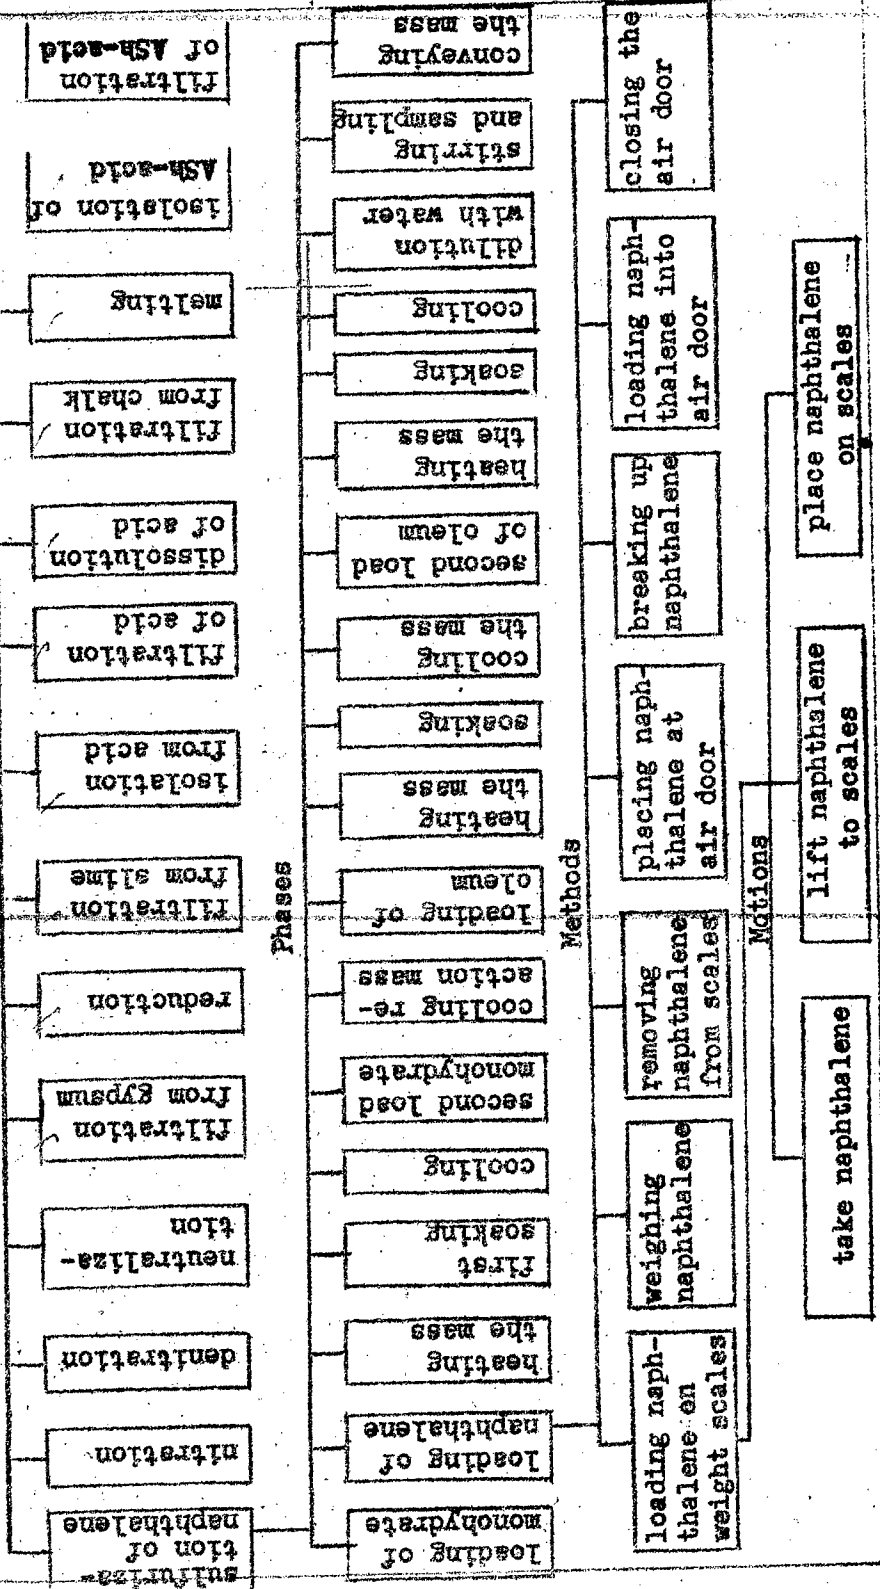 sulfuriza-
tion of
naphthalene
nitration
denitration
neutraliza-
tion
filtration
from gypsum
reduction
filtration
from slime
isolation
from acid
filtration
of acid
dissolution
of acid
filtration
from chalk
melting
isolation of
ASh-acid
filtration
of ASh-acid
Phases
loading of
monohydrate
loading of
naphthalene
heating
the mass
first
soaking
cooling
second load
monohydrate
cooling re-
action mass
loading of
oleum
heating
the mass
soaking
cooling
the mass
second load
of oleum
heating
the mass
soaking
cooling
dilution
with water
stirring
and sampling
conveying
the mass
Methods
loading naph-
thalene on
weight scales
weighing
naphthalene
removing
naphthalene
from scales
placing naph-
thalene at
air door
breaking up
naphthalene
loading naph-
thalene into
air door
closing the
air door
Motions
take naphthalene
lift naphthalene
to scales
place naphthalene
on scales